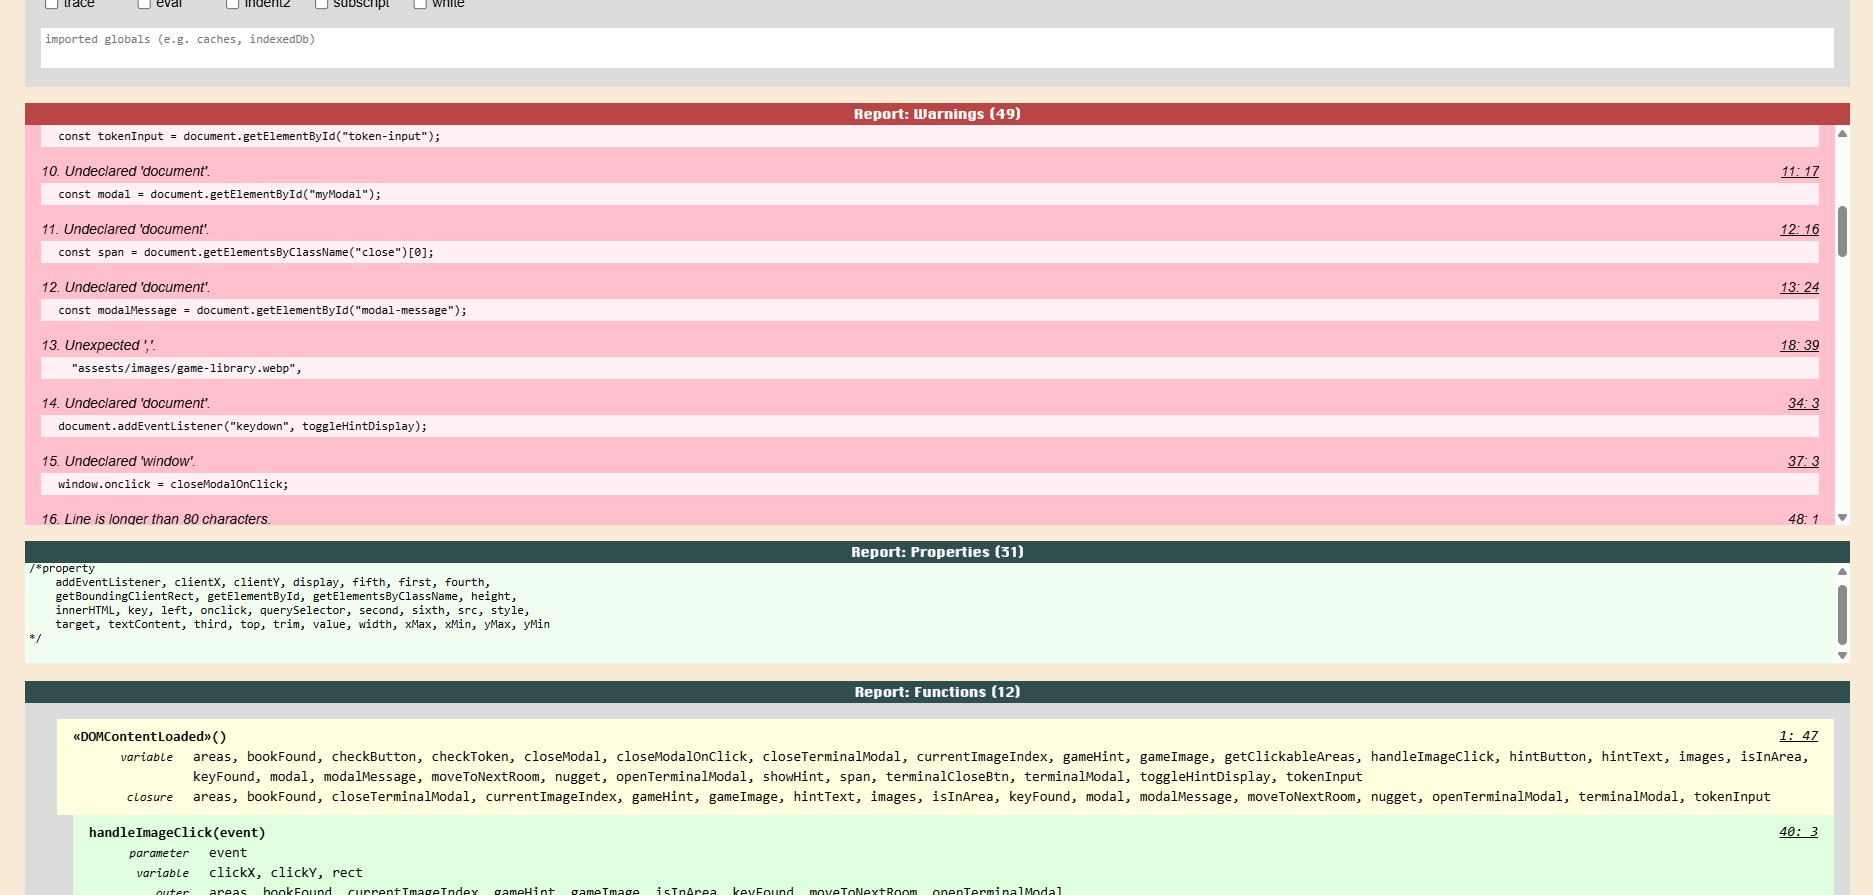 trace eval indent2 subscript white
imported globals (e.g. caches, indexedDb)
Report: Warnings (49)
const tokenInput = document.getElementById("token-input");
10. Undeclared 'document'. 11: 17
const modal = document.getElementById("myModal");
11. Undeclared 'document'. 12: 16
const span = document.getElementsByClassName("close")[0];
12. Undeclared 'document'. 13: 24
const modalMessage = document.getElementById("modal-message");
13. Unexpected ','. 18: 39
"assests/images/game-library.webp",
14. Undeclared 'document'. 34: 3
document.addEventListener("keydown", toggleHintDisplay);
15. Undeclared 'window'. 37: 3
window.onclick = closeModalOnClick;
16. Line is longer than 80 characters. 48: 1
Report: Properties (31)
/*property
addEventListener, clientX, clientY, display, fifth, first, fourth,
getBoundingClientRect, getElementById, getElementsByClassName, height,
innerHTML, key, left, onclick, querySelector, second, sixth, src, style,
target, textContent, third, top, trim, value, width, xMax, xMin, yMax, yMin
*/
Report: Functions (12)
«DOMContentLoaded»() 1: 47
variable areas, bookFound, checkButton, checkToken, closeModal, closeModalOnClick, closeTerminalModal, currentImageIndex, gameHint, gameImage, getClickableAreas, handleImageClick, hintButton, hintText, images, isInArea,
keyFound, modal, modalMessage, moveToNextRoom, nugget, openTerminalModal, showHint, span, terminalCloseBtn, terminalModal, toggleHintDisplay, tokenInput
closure areas, bookFound, closeTerminalModal, currentImageIndex, gameHint, gameImage, hintText, images, isInArea, keyFound, modal, modalMessage, moveToNextRoom, nugget, openTerminalModal, terminalModal, tokenInput
handleImageClick(event) 40: 3
parameter event
variable clickX, clickY, rect
outer areas, bookFound, currentImageIndex, gameHint, gameImage, isInArea, keyFound, moveToNextRoom, openTerminalModal